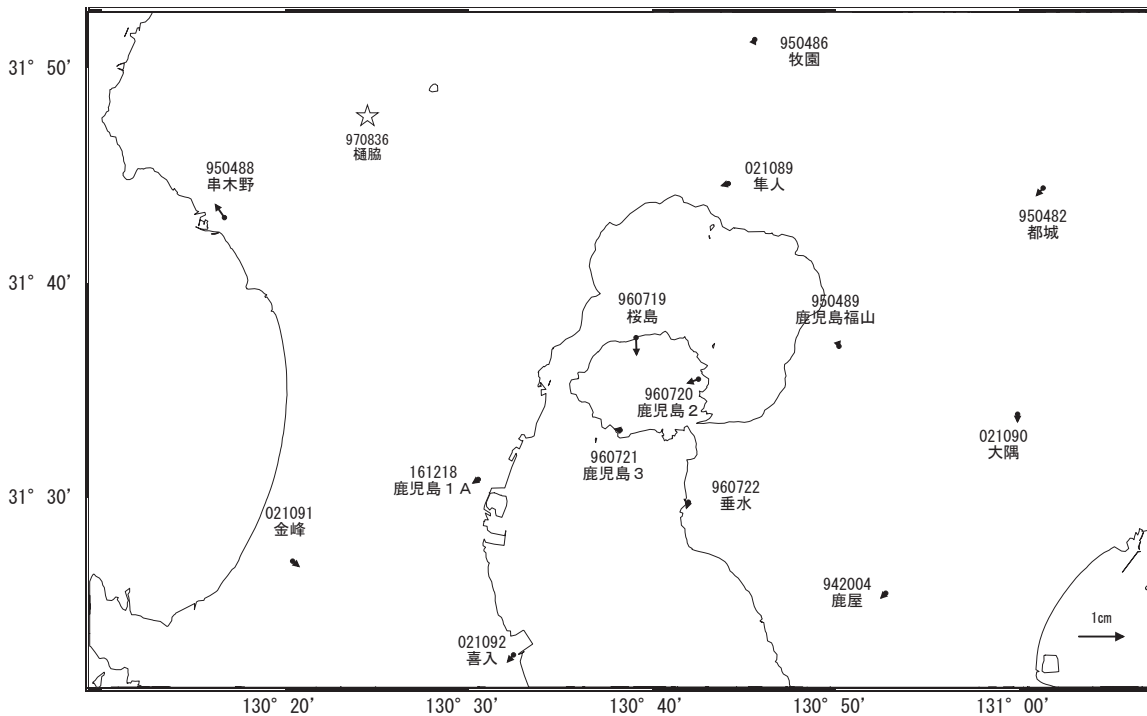 950486
牧園
31° 50'
970836
樋脇
950488
串木野
021089
隼人
950482
都城
31° 40'
960719
桜島
950489
鹿児島福山
960720
鹿児島２
021090
大隅
960721
鹿児島３
161218
鹿児島１Ａ
960722
垂水
31° 30'
021091
金峰
942004
鹿屋
1㎝
021092
喜入
130° 20' 130° 30' 130° 40' 130° 50' 131° 00'